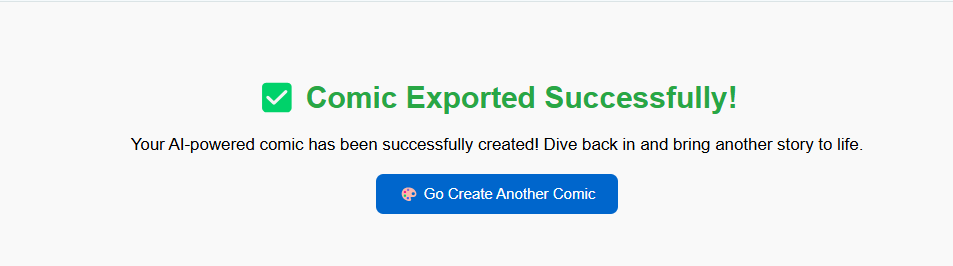 Comic Exported Successfully!
Your AI-powered comic has been successfully created! Dive back in and bring another story to life.
Go Create Another Comic